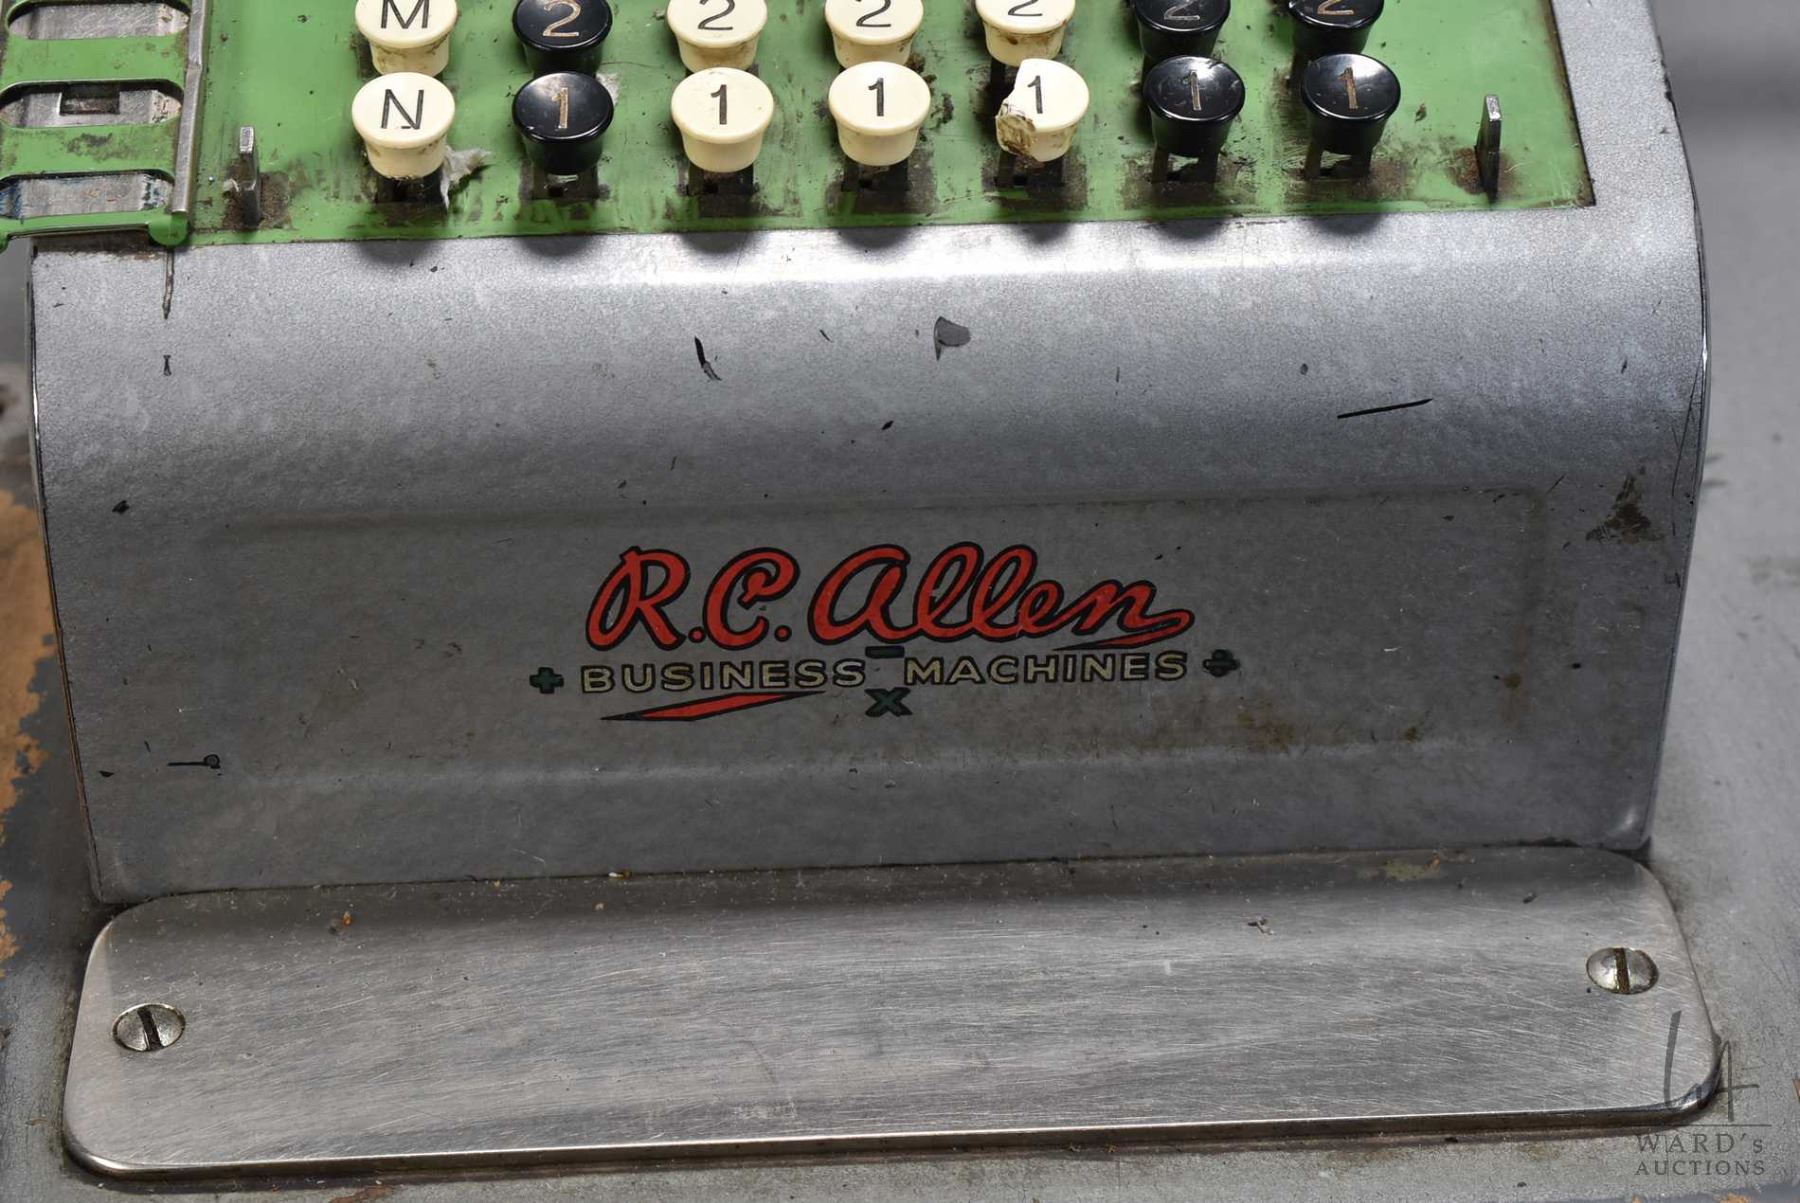 M 2 2 2 2 2 2
N 1 1 1 1 1 1
R.C. Allen
-
+ BUSINESS MACHINES ÷
x
WARD's
AUCTIONS